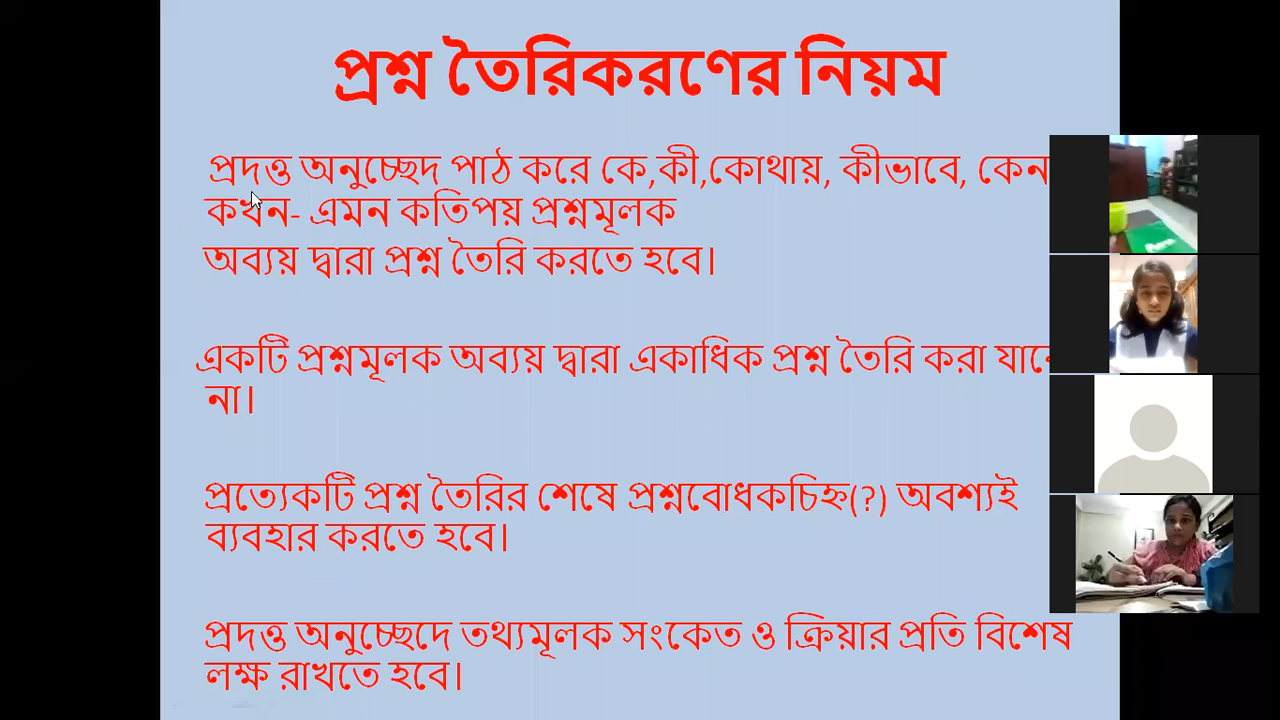 প্রশ্ন তৈরিকরণের নিয়ম
প্রদত্ত অনুচ্ছেদ পাঠ করে কে,কী,কোথায়, কীভাবে, কেন
কখন- এমন কতিপয় প্রশ্নমূলক
অব্যয় দ্বারা প্রশ্ন তৈরি করতে হবে।
একটি প্রশ্নমূলক অব্যয় দ্বারা একাধিক প্রশ্ন তৈরি করা
না।
প্রত্যেকটি প্রশ্ন তৈরির শেষে প্রশ্নবোধকচিহ্ন(?) অবশ্যই
ব্যবহার করতে হবে।
প্রদত্ত অনুচ্ছেদে তথ্যমূলক সংকেত ও ক্রিয়ার প্রতি বিশেষ
লক্ষ রাখতে হবে।